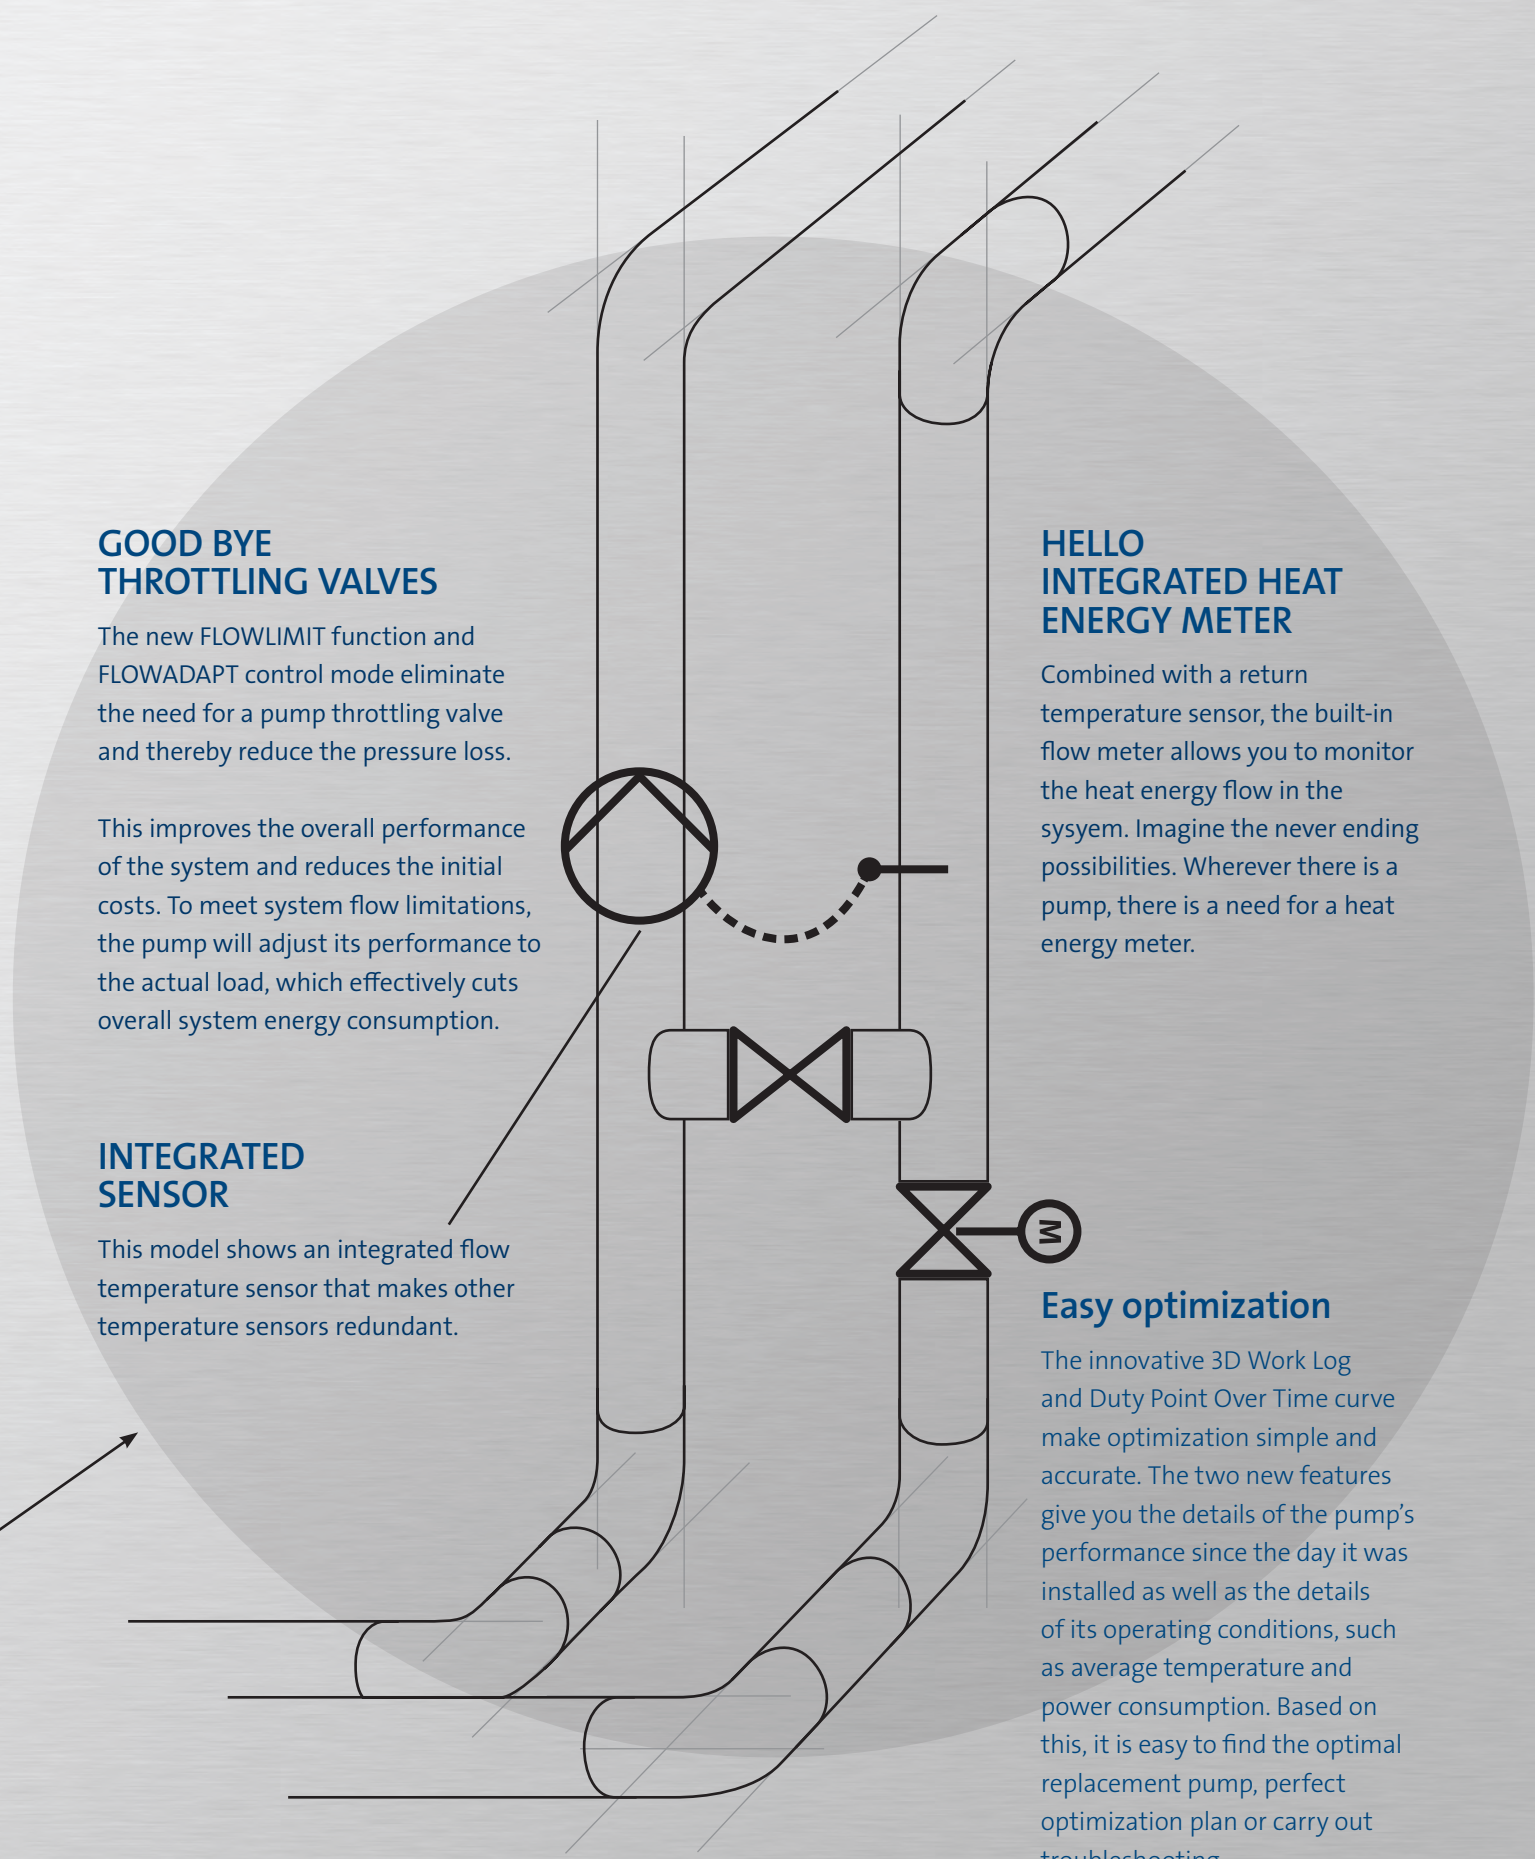 GOOD BYE
THROTTLING VALVES
The new FLOWLIMIT function and
FLOWADAPT control mode eliminate
the need for a pump throttling valve
and thereby reduce the pressure loss.
This improves the overall performance
of the system and reduces the initial
costs. To meet system flow limitations,
the pump will adjust its performance to
the actual load, which effectively cuts
overall system energy consumption.
INTEGRATED
SENSOR
This model shows an integrated flow
temperature sensor that makes other
temperature sensors redundant.
HELLO
INTEGRATED HEAT
ENERGY METER
Combined with a return
temperature sensor, the built-in
flow meter allows you to monitor
the heat energy flow in the
sysyem. Imagine the never ending
possibilities. Wherever there is a
pump, there is a need for a heat
energy meter.
M
Easy optimization
The innovative 3D Work Log
and Duty Point Over Time curve
make optimization simple and
accurate. The two new features
give you the details of the pump’s
performance since the day it was
installed as well as the details
of its operating conditions, such
as average temperature and
power consumption. Based on
this, it is easy to find the optimal
replacement pump, perfect
optimization plan or carry out
troubleshooting.